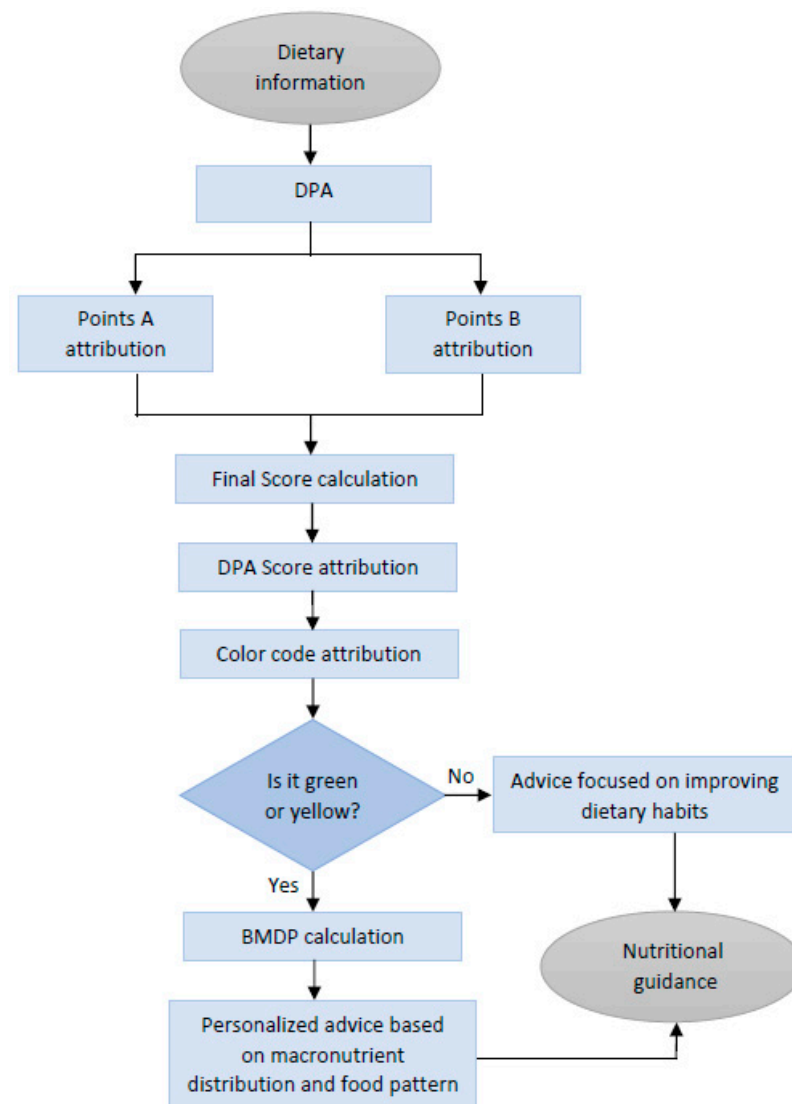 Dietary
information
DPA
Points A
attribution
Points B
attribution
Final Score calculation
DPA Score attribution
Color code attribution
Is it green
or yellow?
No
Advice focused on improving
dietary habits
Yes
BMDP calculation
Nutritional
guidance
Personalized advice based
on macronutrient
distribution and food pattern